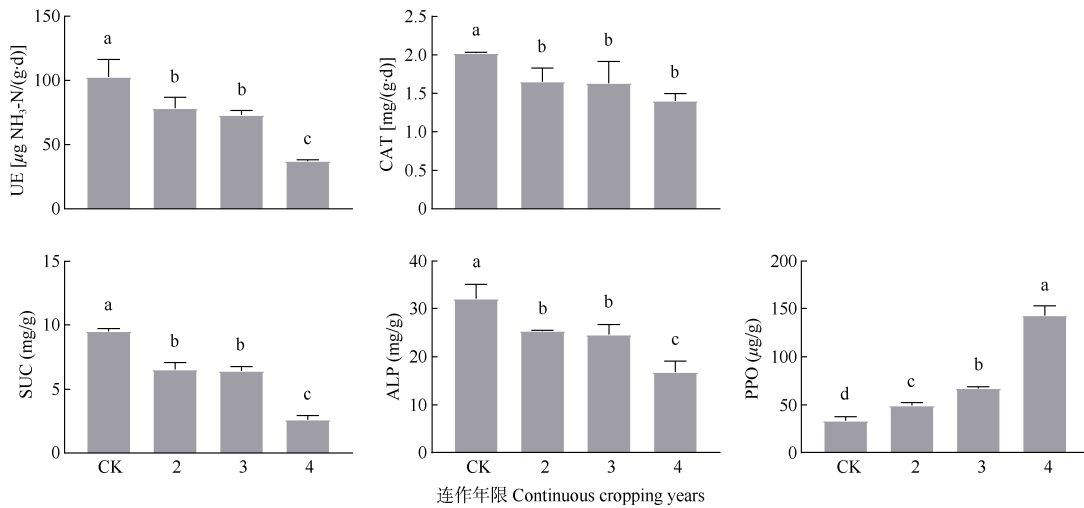 UE [µg NH₃-N/(g·d)]
150
100
50
0
a
b
b
c
CAT [mg/(g·d)]
2.5
2.0
1.5
1.0
0.5
0
a
b
b
b
SUC (mg/g)
15
10
5
0
a
b
b
c
CK 2 3 4
ALP (mg/g)
40
30
20
10
0
a
b
b
c
CK 2 3 4
PPO (µg/g)
200
150
100
50
0
d
c
b
a
CK 2 3 4
连作年限 Continuous cropping years